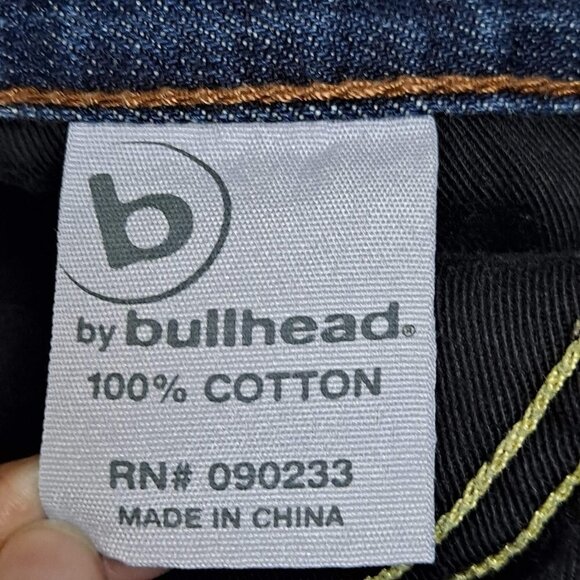 b
by bullhead®
100% COTTON
RN# 090233
MADE IN CHINA